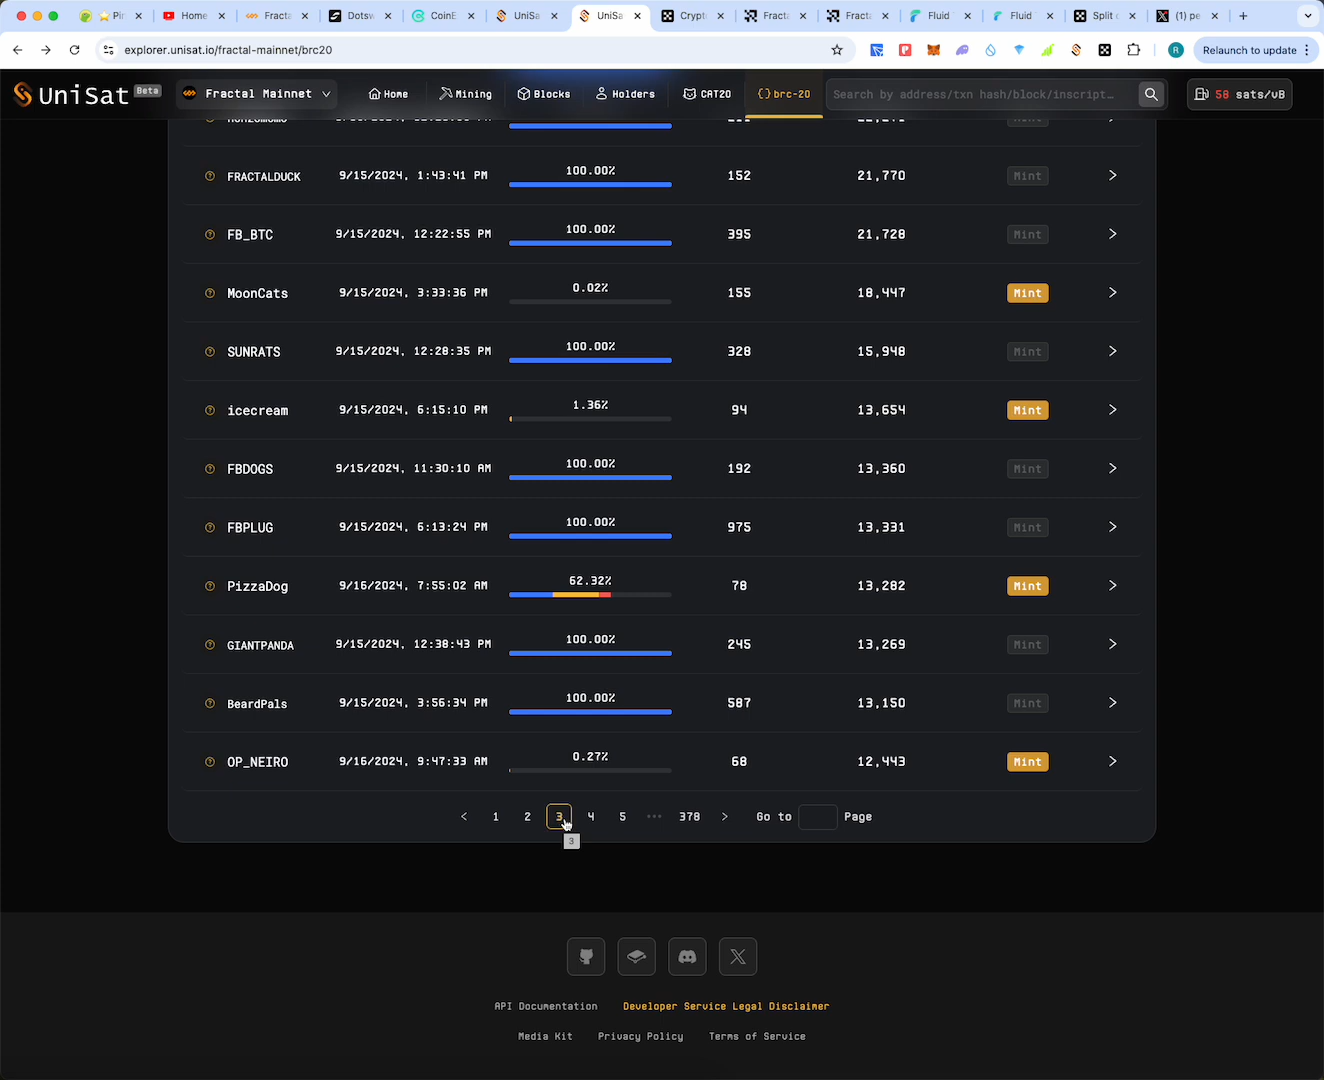 Pin
Home
Fracta
Dotsw
CoinE
UniSa
UniSa
Crypt
Fracta
Fracta
Fluid
Fluid
Split
(1) pe
explorer.unisat.io/fractal-mainnet/brc20
R
Relaunch to update
UniSat Beta
Fractal Mainnet
Home
Mining
Blocks
Holders
CAT20
brc-20
Search by address/txn hash/block/inscript…
58 sats/vB
FRACTALDUCK 9/15/2024, 1:43:41 PM 100.00% 152 21,770 Mint
FB_BTC 9/15/2024, 12:22:55 PM 100.00% 395 21,728 Mint
MoonCats 9/15/2024, 3:33:36 PM 0.02% 155 18,447 Mint
SUNRATS 9/15/2024, 12:28:35 PM 100.00% 328 15,948 Mint
icecream 9/15/2024, 6:15:10 PM 1.36% 94 13,654 Mint
FBDOGS 9/15/2024, 11:30:10 AM 100.00% 192 13,360 Mint
FBPLUG 9/15/2024, 6:13:24 PM 100.00% 975 13,331 Mint
PizzaDog 9/16/2024, 7:55:02 AM 62.32% 78 13,282 Mint
GIANTPANDA 9/15/2024, 12:38:43 PM 100.00% 245 13,269 Mint
BeardPals 9/15/2024, 3:56:34 PM 100.00% 587 13,150 Mint
OP_NEIRO 9/16/2024, 9:47:33 AM 0.27% 68 12,443 Mint
< 1 2 3 4 5 ••• 378 > Go to Page
3
API Documentation Developer Service Legal Disclaimer
Media Kit Privacy Policy Terms of Service